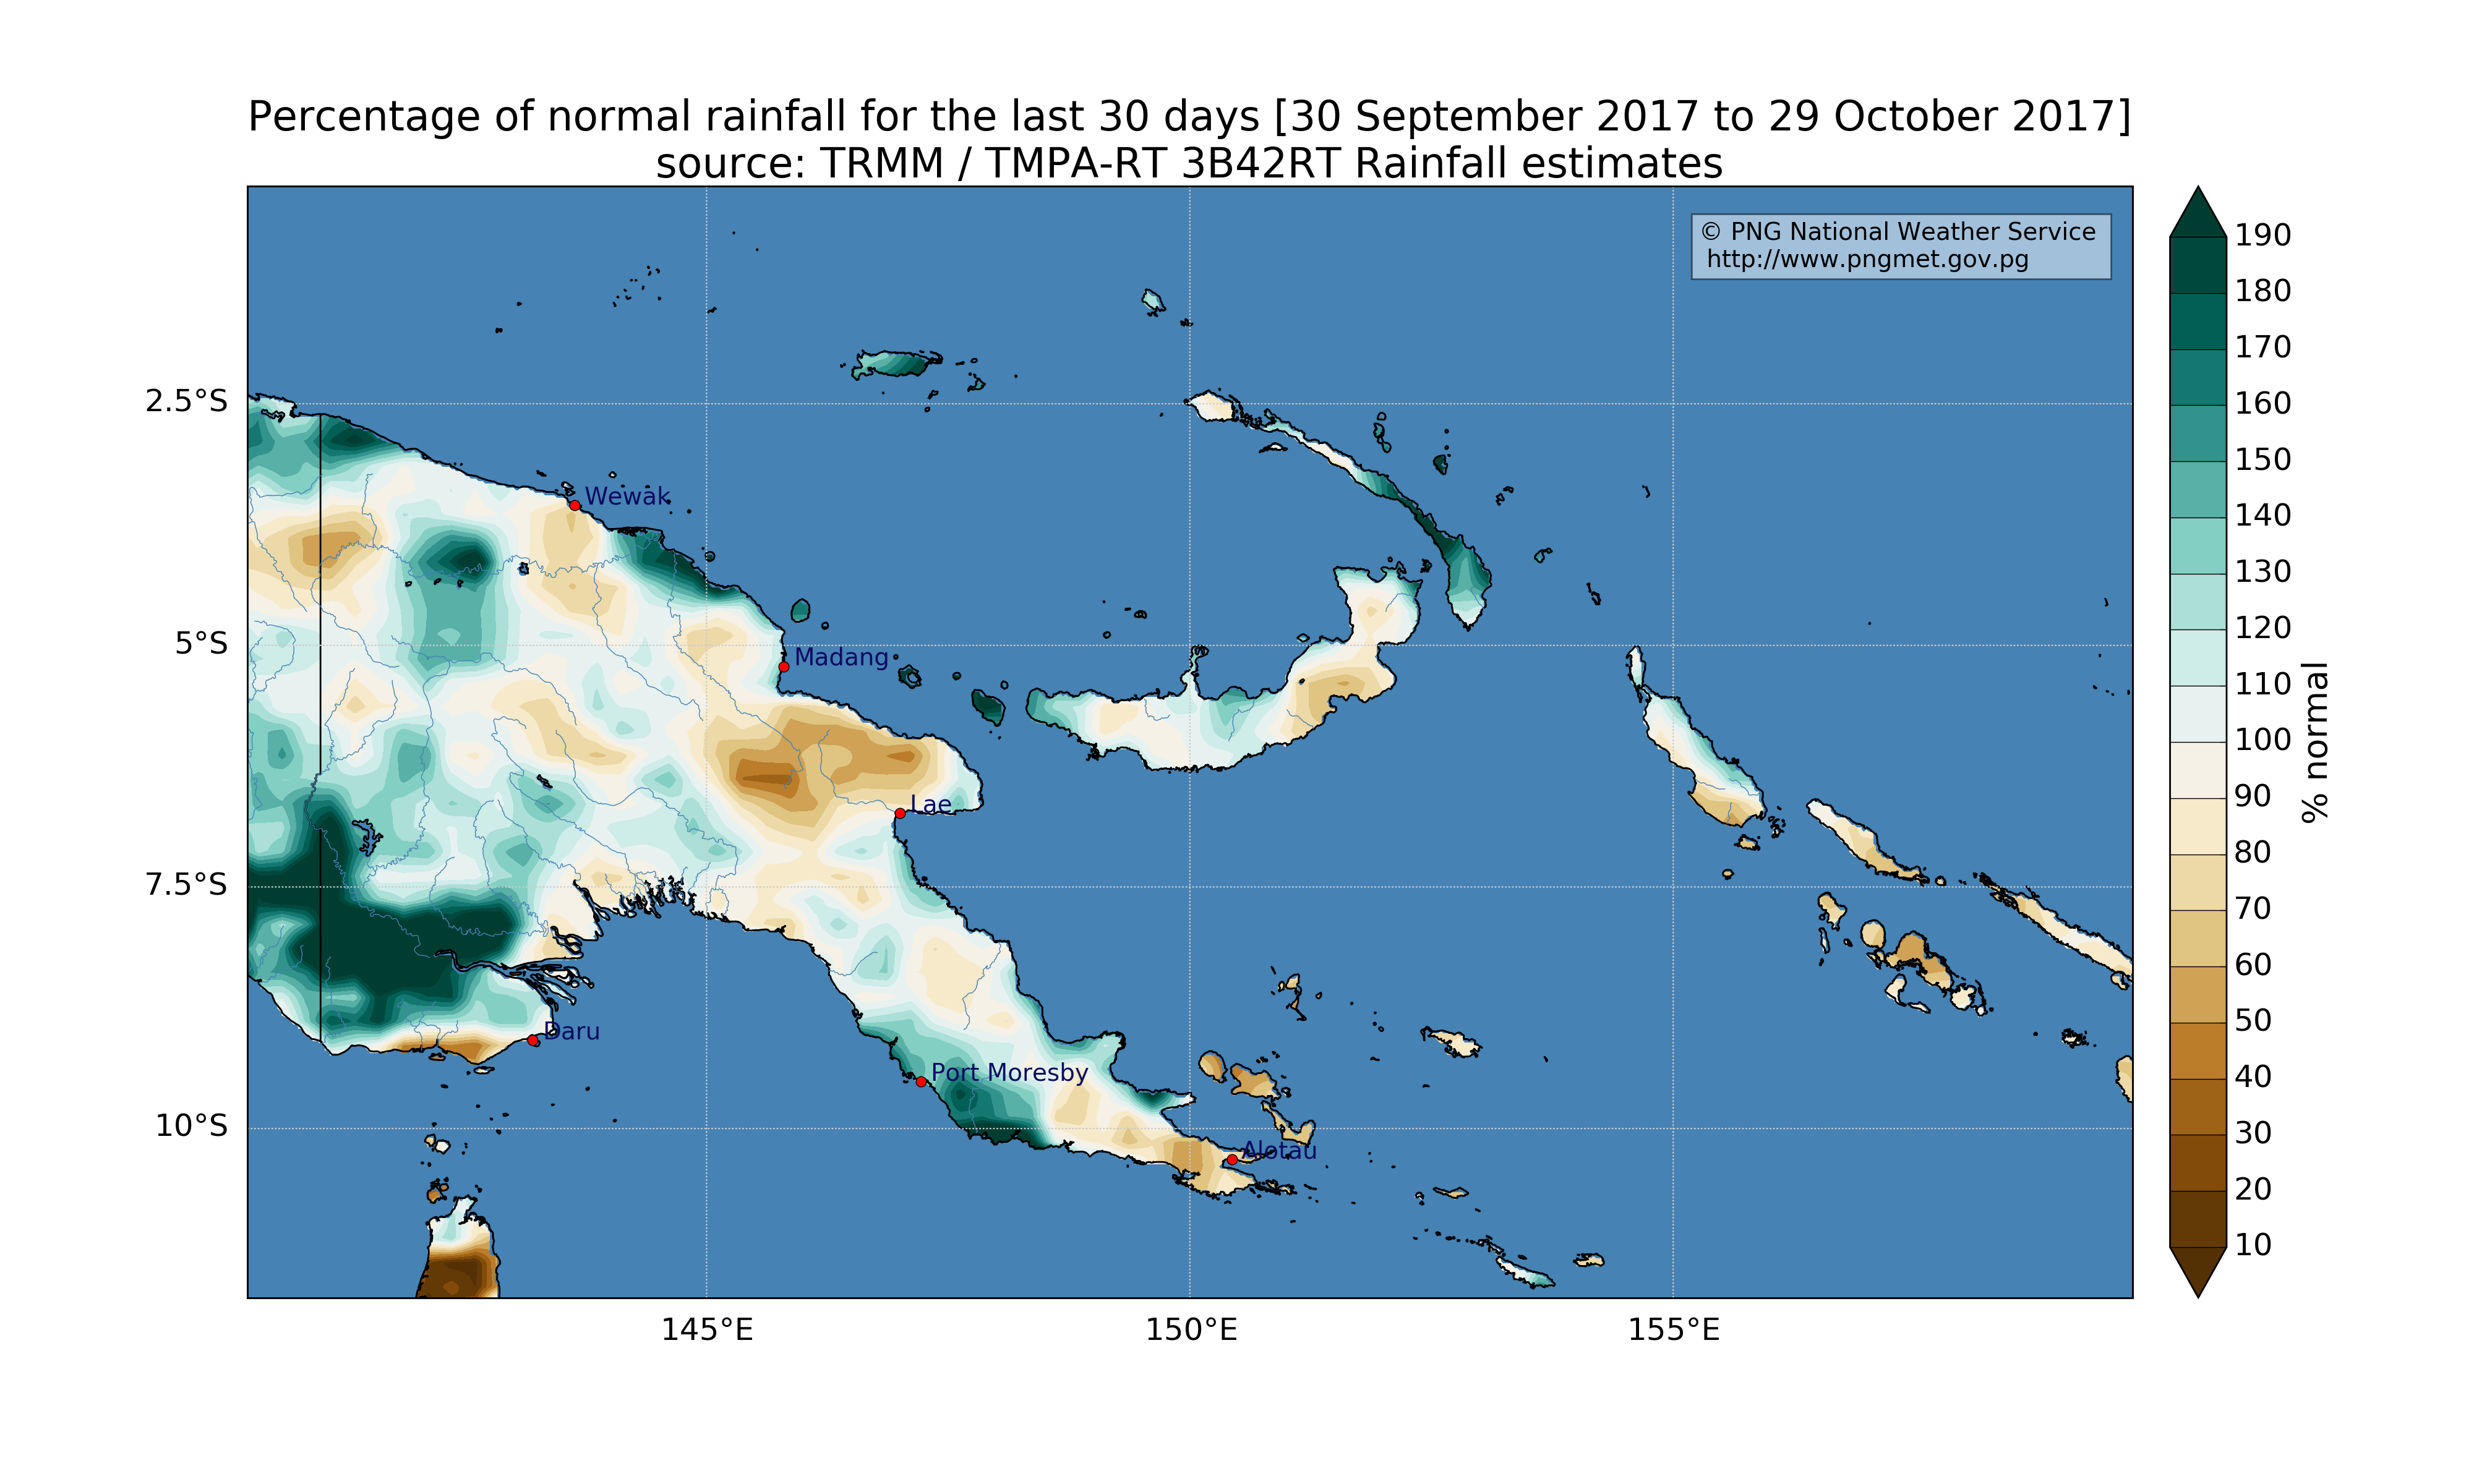 Percentage of normal rainfall for the last 30 days [30 September 2017 to 29 October 2017]
source: TRMM / TMPA-RT 3B42RT Rainfall estimates
© PNG National Weather Service
http://www.pngmet.gov.pg
2.5°S
5°S
7.5°S
10°S
Wewak
Madang
Lae
Daru
Port Moresby
Alotau
145°E
150°E
155°E
190
180
170
160
150
140
130
120
110
100
90
80
70
60
50
40
30
20
10
% normal